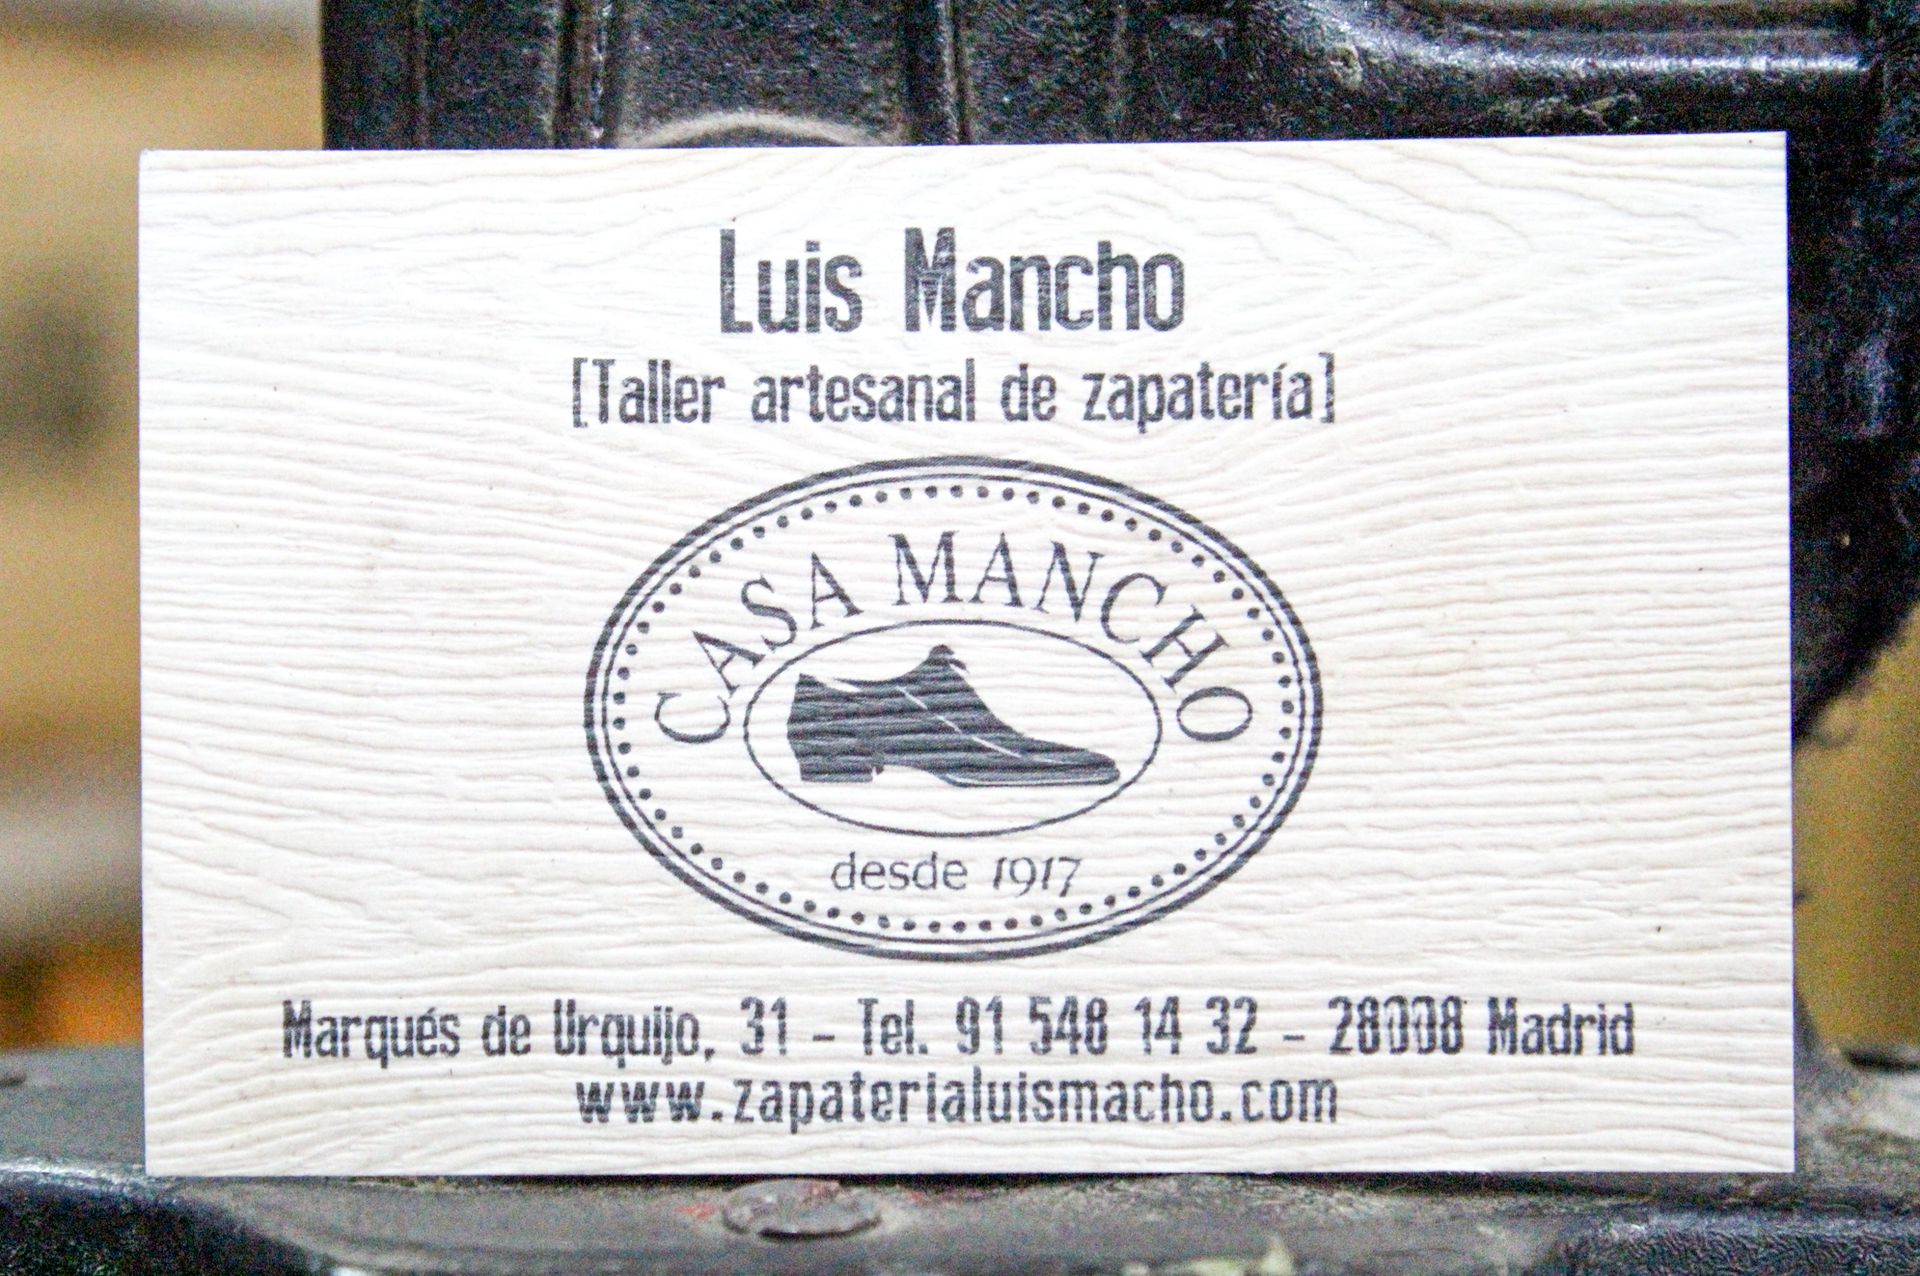 Luis Mancho
[Taller artesanal de zapatería]
CASA MANCHO
desde 1917
Marqués de Urquijo, 31 - Tel. 91 548 14 32 - 28008 Madrid
www.zapaterialuismacho.com